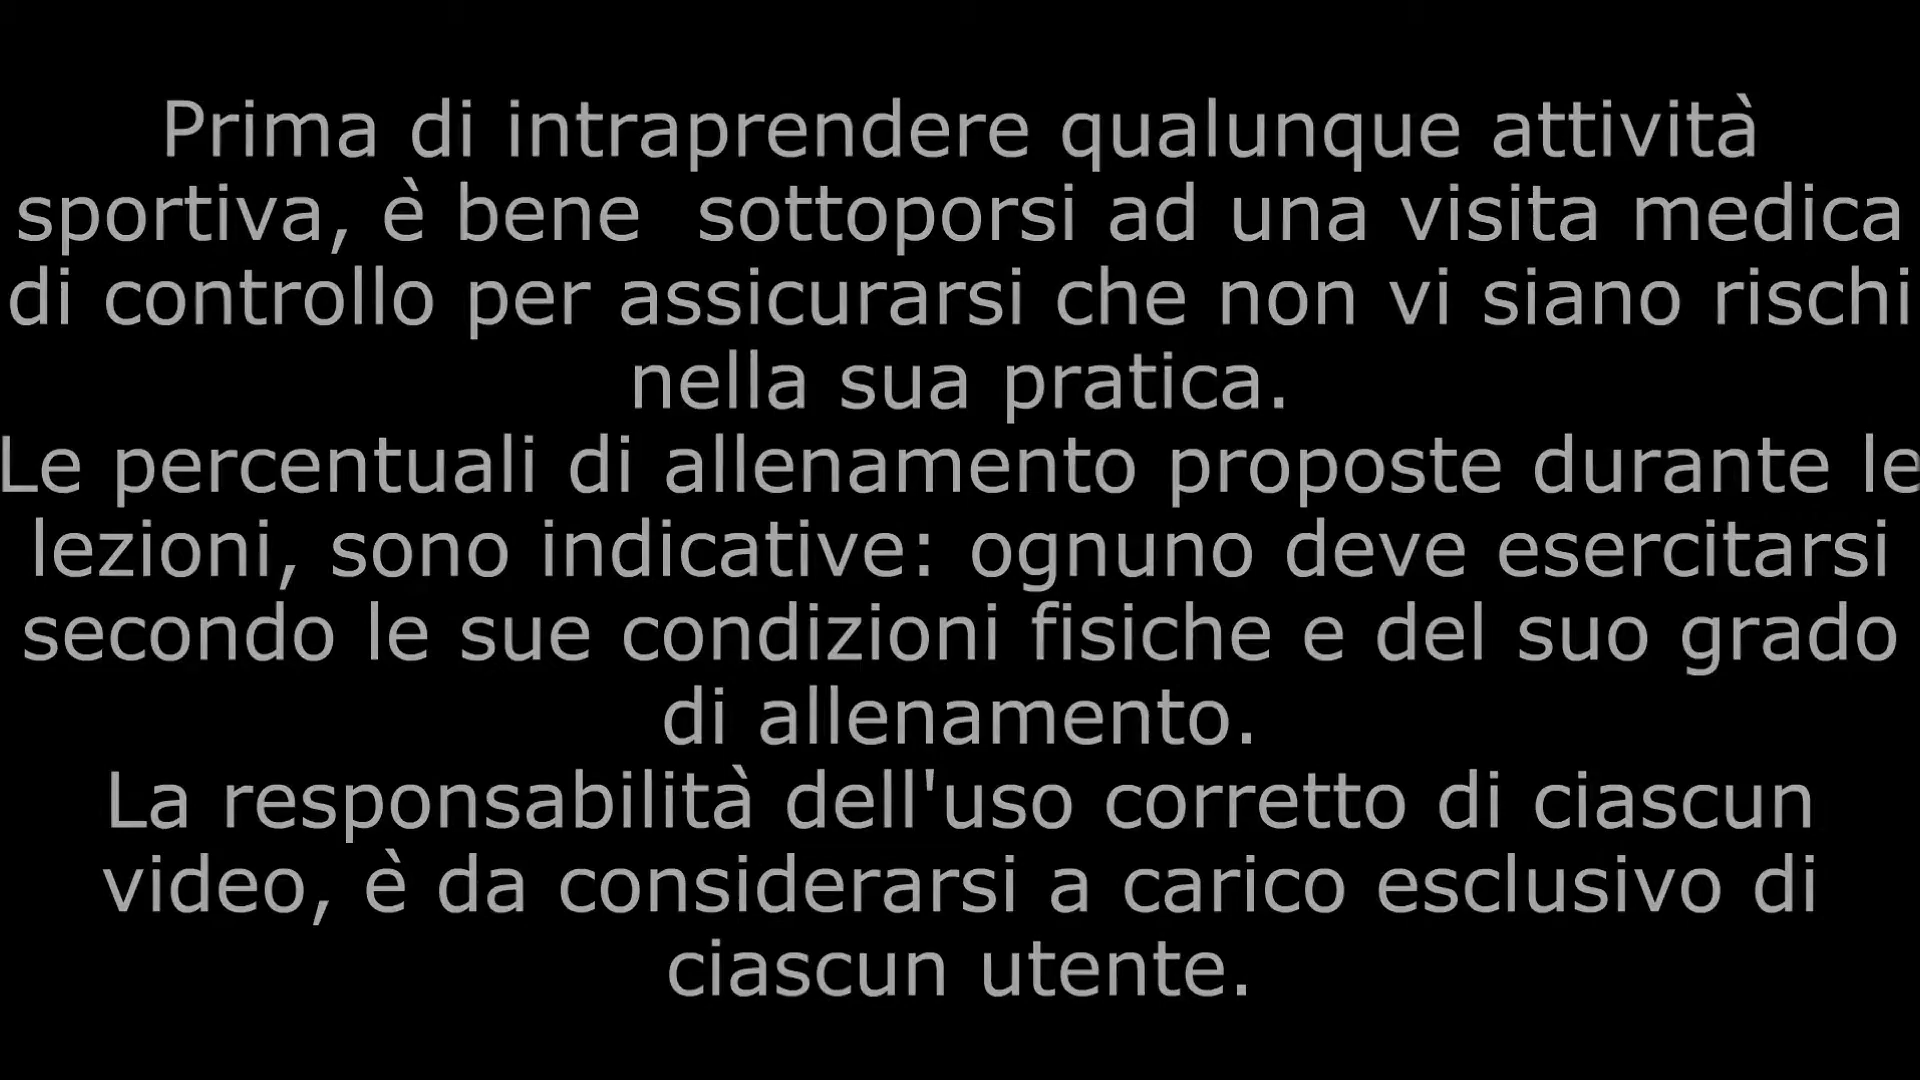 Prima di intraprendere qualunque attività
sportiva, è bene  sottoporsi ad una visita medica
di controllo per assicurarsi che non vi siano rischi
nella sua pratica.
Le percentuali di allenamento proposte durante le
lezioni, sono indicative: ognuno deve esercitarsi
secondo le sue condizioni fisiche e del suo grado
di allenamento.
La responsabilità dell'uso corretto di ciascun
video, è da considerarsi a carico esclusivo di
ciascun utente.